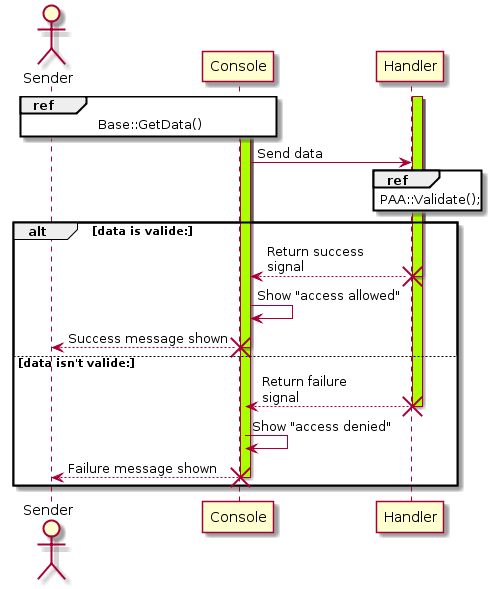 Sender
Console
Handler
ref
Base::GetData()
Send data
ref
PAA::Validate();
alt
[data is valide:]
Return success
signal
Show "access allowed"
Success message shown
[data isn't valide:]
Return failure
signal
Show "access denied"
Failure message shown
Sender
Console
Handler